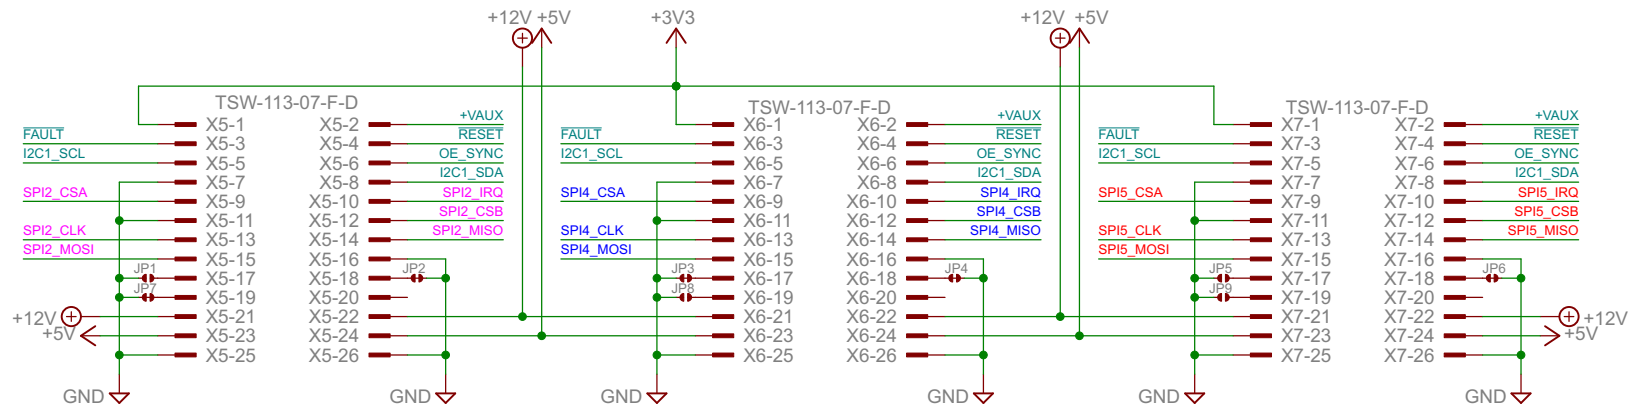 +12V +5V +3V3 +12V +5V
TSW-113-07-F-D TSW-113-07-F-D TSW-113-07-F-D
X5-1 X5-2 +VAUX X6-1 X6-2 +VAUX X7-1 X7-2 +VAUX
FAULT X5-3 X5-4 RESET FAULT X6-3 X6-4 RESET FAULT X7-3 X7-4 RESET
I2C1_SCL X5-5 X5-6 OE_SYNC I2C1_SCL X6-5 X6-6 OE_SYNC I2C1_SCL X7-5 X7-6 OE_SYNC
X5-7 X5-8 I2C1_SDA X6-7 X6-8 I2C1_SDA X7-7 X7-8 I2C1_SDA
SPI2_CSA X5-9 X5-10 SPI2_IRQ SPI4_CSA X6-9 X6-10 SPI4_IRQ SPI5_CSA X7-9 X7-10 SPI5_IRQ
X5-11 X5-12 SPI2_CSB X6-11 X6-12 SPI4_CSB X7-11 X7-12 SPI5_CSB
SPI2_CLK X5-13 X5-14 SPI2_MISO SPI4_CLK X6-13 X6-14 SPI4_MISO SPI5_CLK X7-13 X7-14 SPI5_MISO
SPI2_MOSI X5-15 X5-16 SPI4_MOSI X6-15 X6-16 SPI5_MOSI X7-15 X7-16
JP1 X5-17 X5-18 JP2 JP3 X6-17 X6-18 JP4 JP5 X7-17 X7-18 JP6
JP7 X5-19 X5-20 JP8 X6-19 X6-20 JP9 X7-19 X7-20
+12V X5-21 X5-22 X6-21 X6-22 X7-21 X7-22 +12V
+5V X5-23 X5-24 X6-23 X6-24 X7-23 X7-24 +5V
X5-25 X5-26 X6-25 X6-26 X7-25 X7-26
GND GND GND GND GND GND